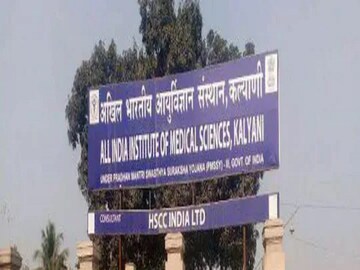 अखिल भारतीय आयुर्विज्ञान संस्थान, कल्याणी
ALL INDIA INSTITUTE OF MEDICAL SCIENCES, KALYANI
UNDER PRADHAN MANTRI SWASTHYA SURAKSHA YOJANA (PMSSY) - III, GOVT. OF INDIA
CONSULTANT
HSCC INDIA LTD